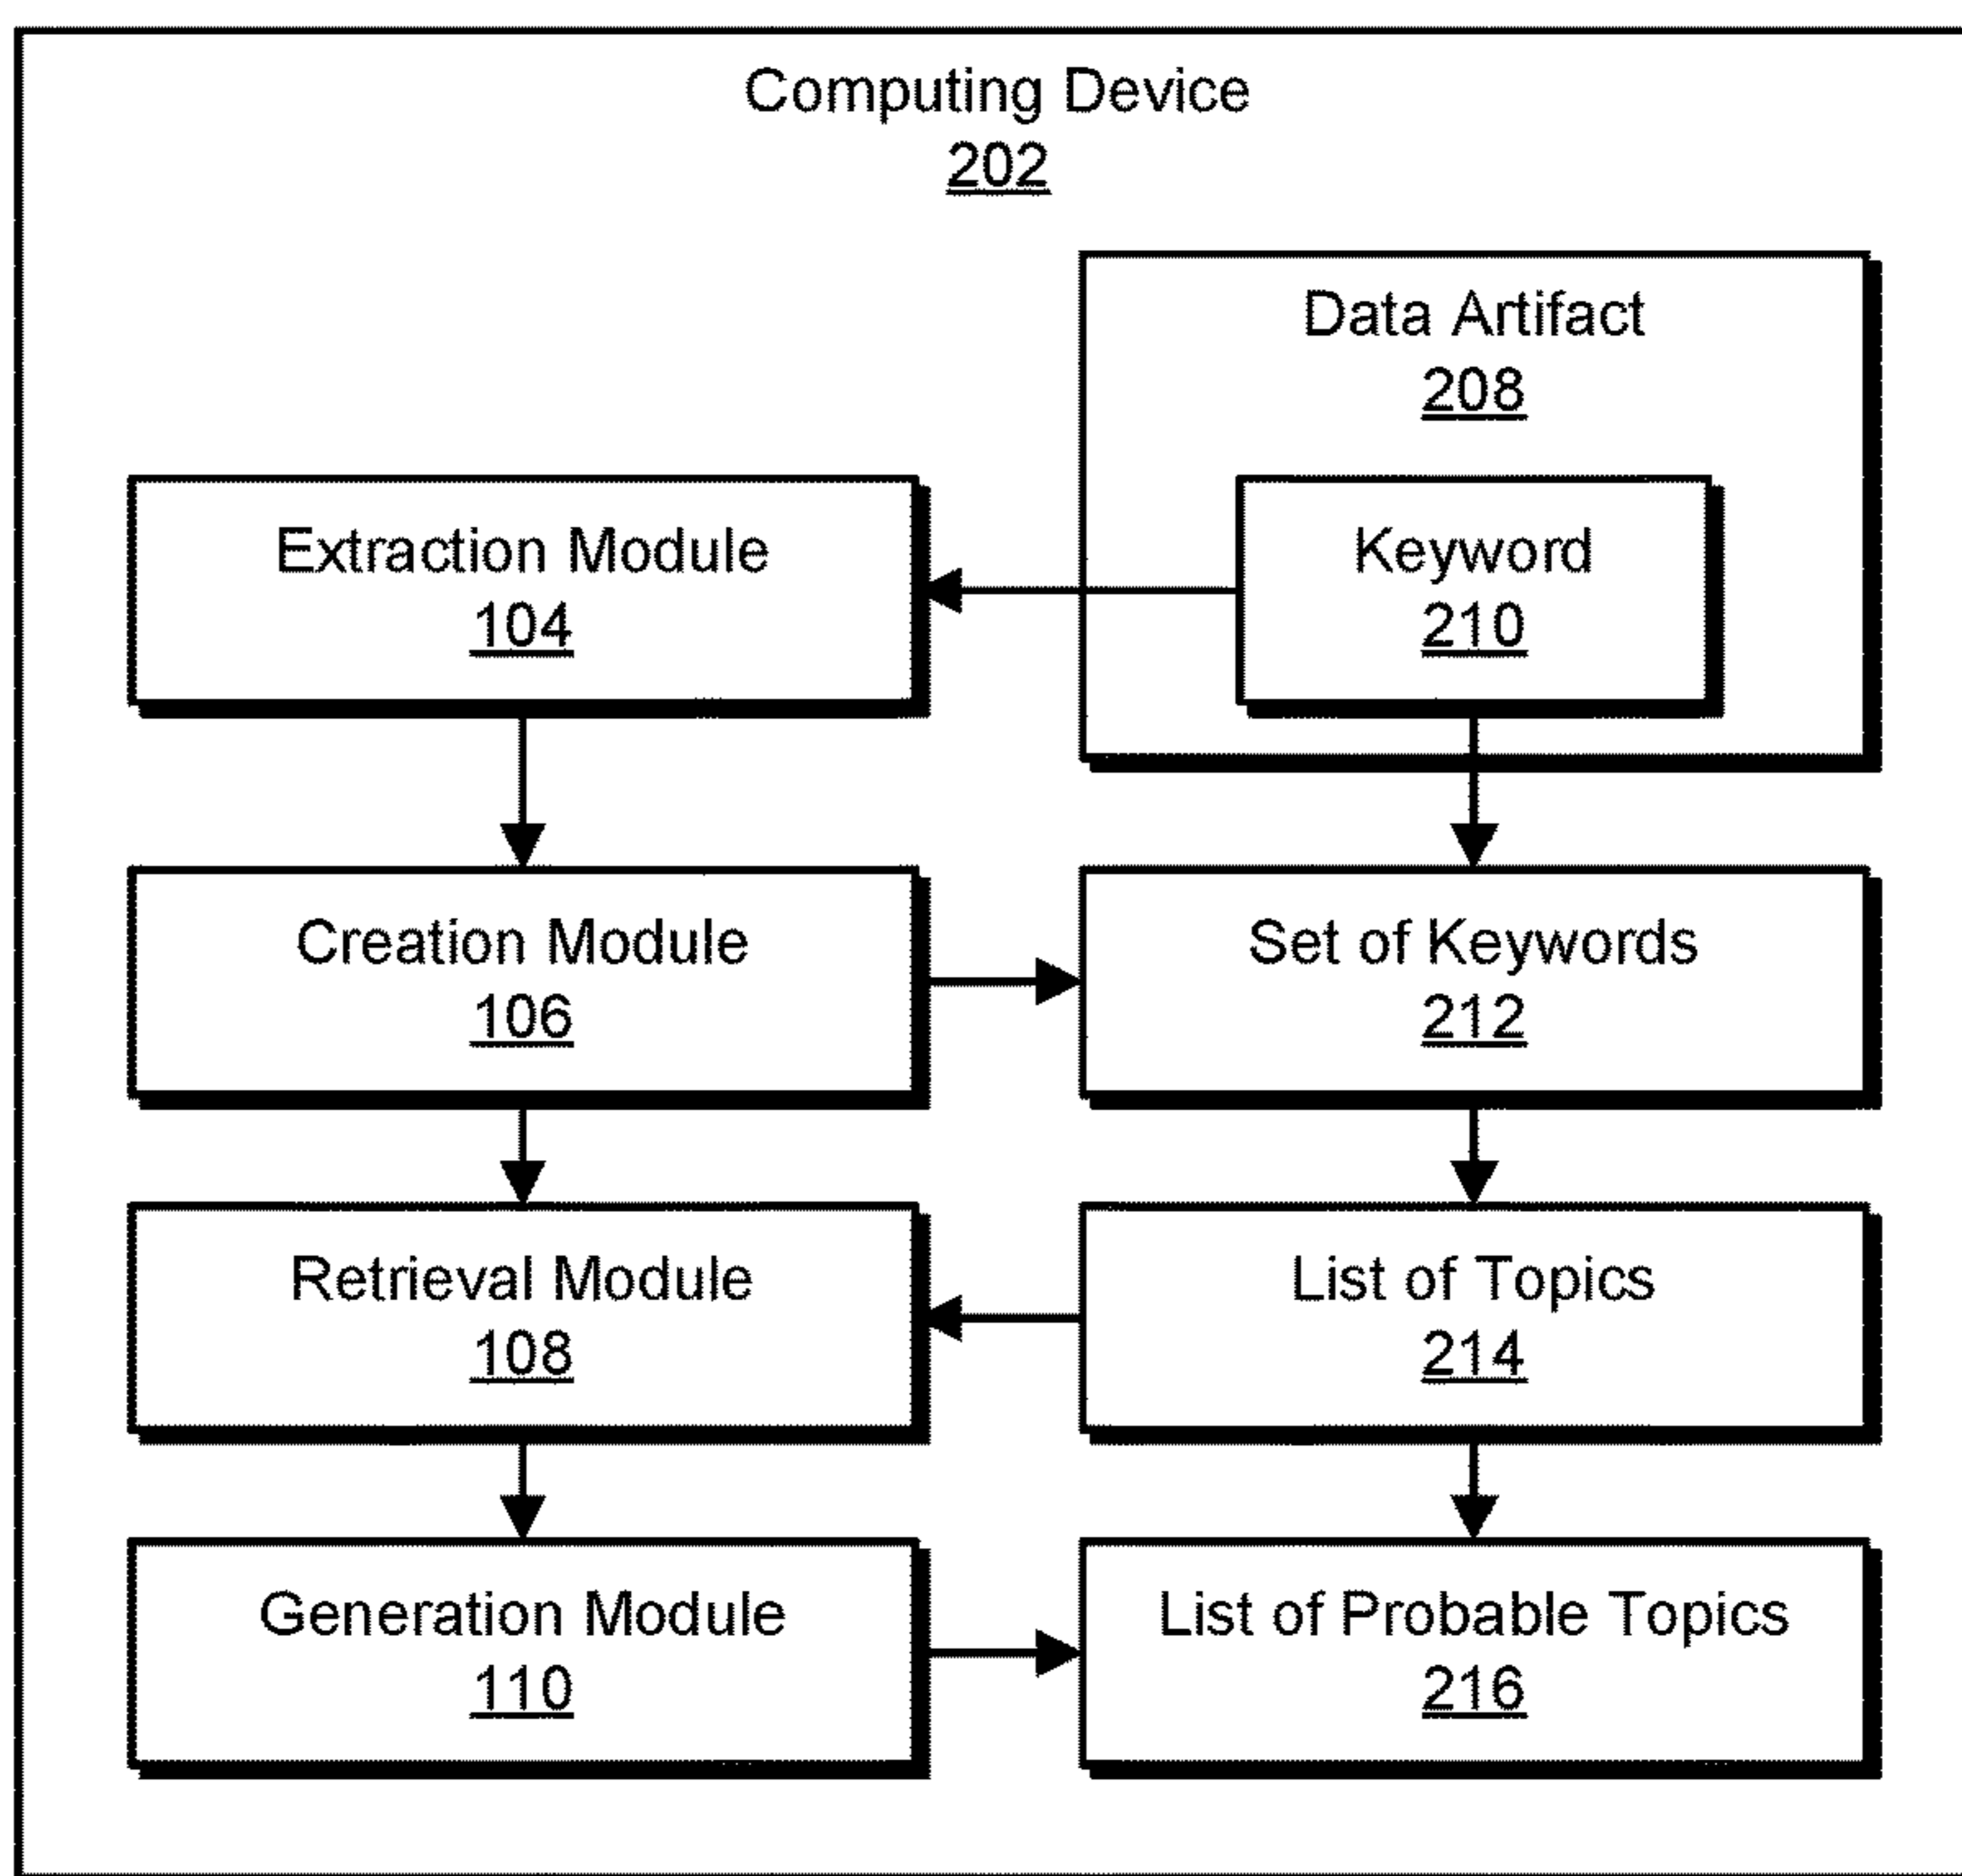 Computing Device
202
Data Artifact
208
Extraction Module
104
Keyword
210
Creation Module
106
Set of Keywords
212
Retrieval Module
108
List of Topics
214
Generation Module
110
List of Probable Topics
216